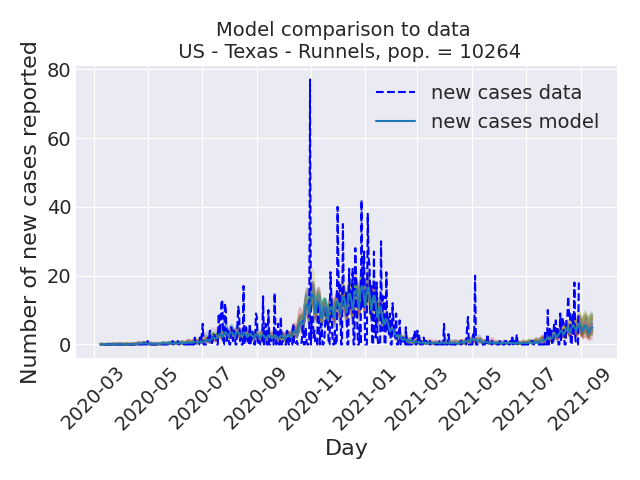 Model comparison to data
US - Texas - Runnels, pop. = 10264
Number of new cases reported
80
60
40
20
0
new cases data
new cases model
2020-03
2020-05
2020-07
2020-09
2020-11
2021-01
2021-03
2021-05
2021-07
2021-09
Day